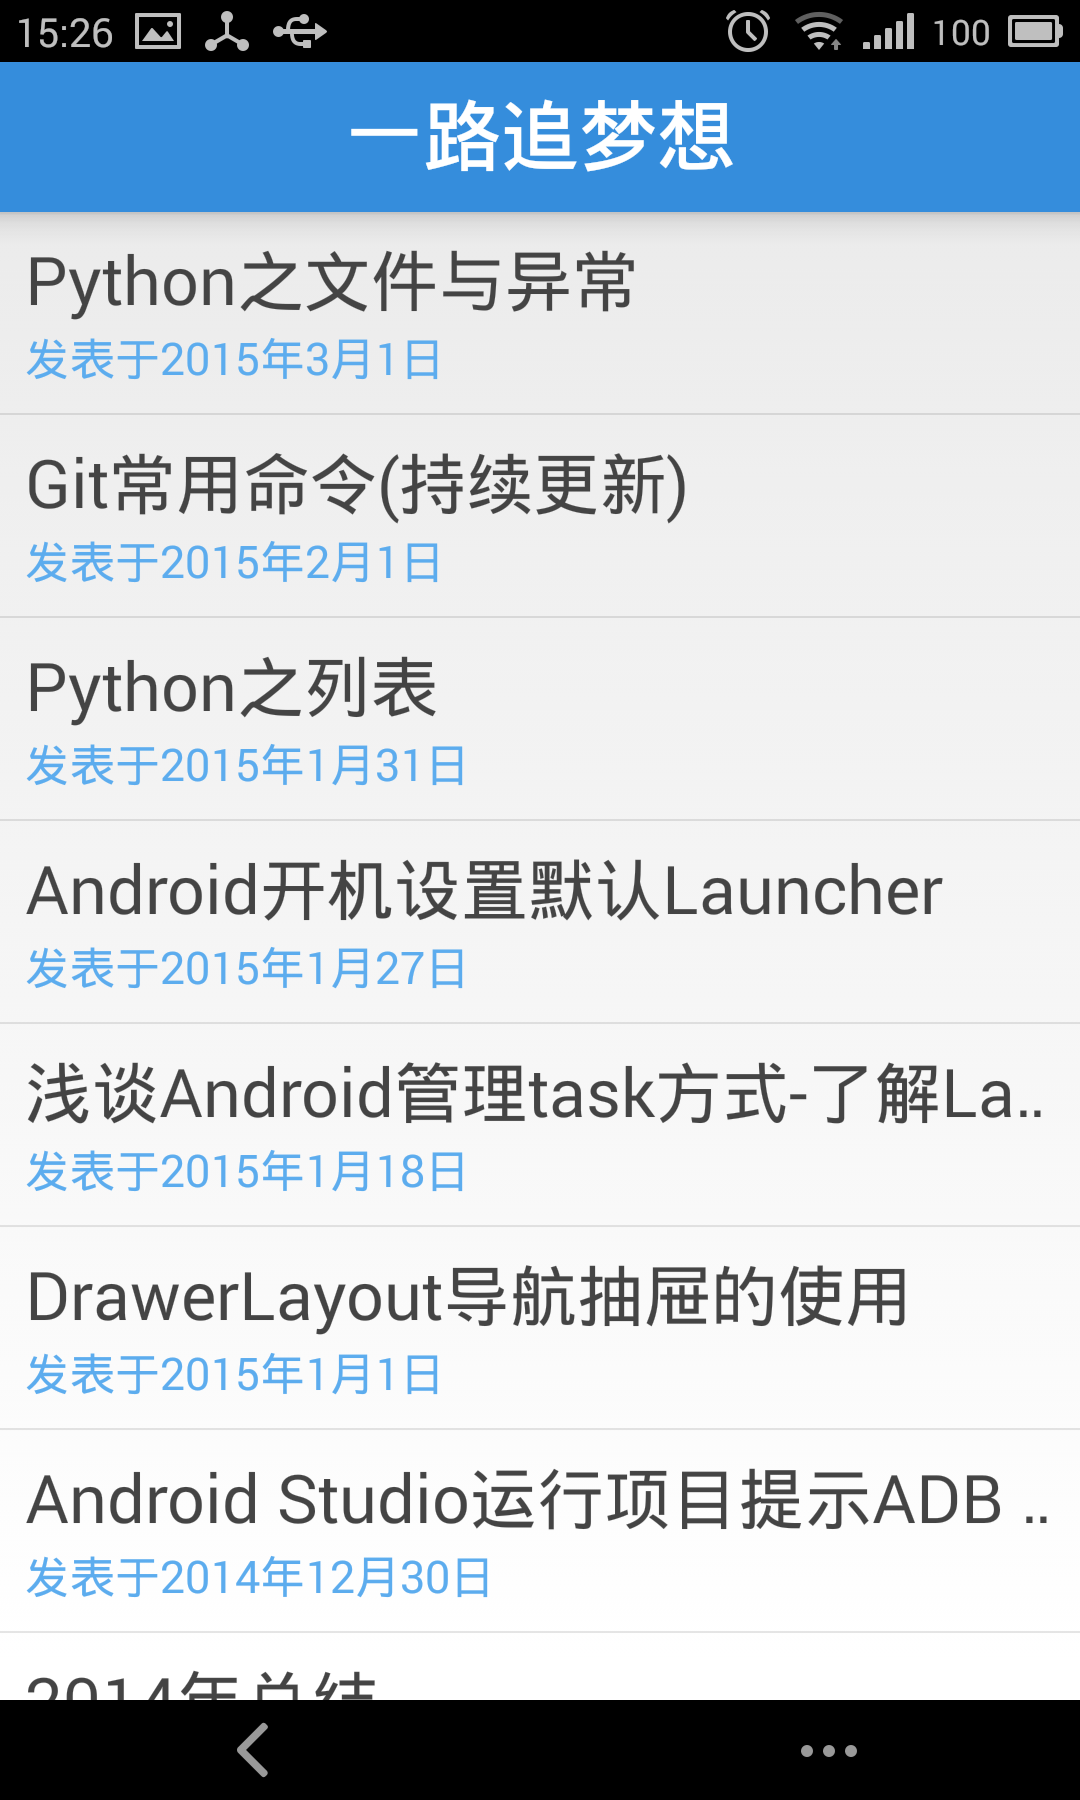 15:26 100
一路追梦想
Python之文件与异常
发表于2015年3月1日
Git常用命令(持续更新)
发表于2015年2月1日
Python之列表
发表于2015年1月31日
Android开机设置默认Launcher
发表于2015年1月27日
浅谈Android管理task方式-了解La..
发表于2015年1月18日
DrawerLayout导航抽屉的使用
发表于2015年1月1日
Android Studio运行项目提示ADB ..
发表于2014年12月30日
2014年总结